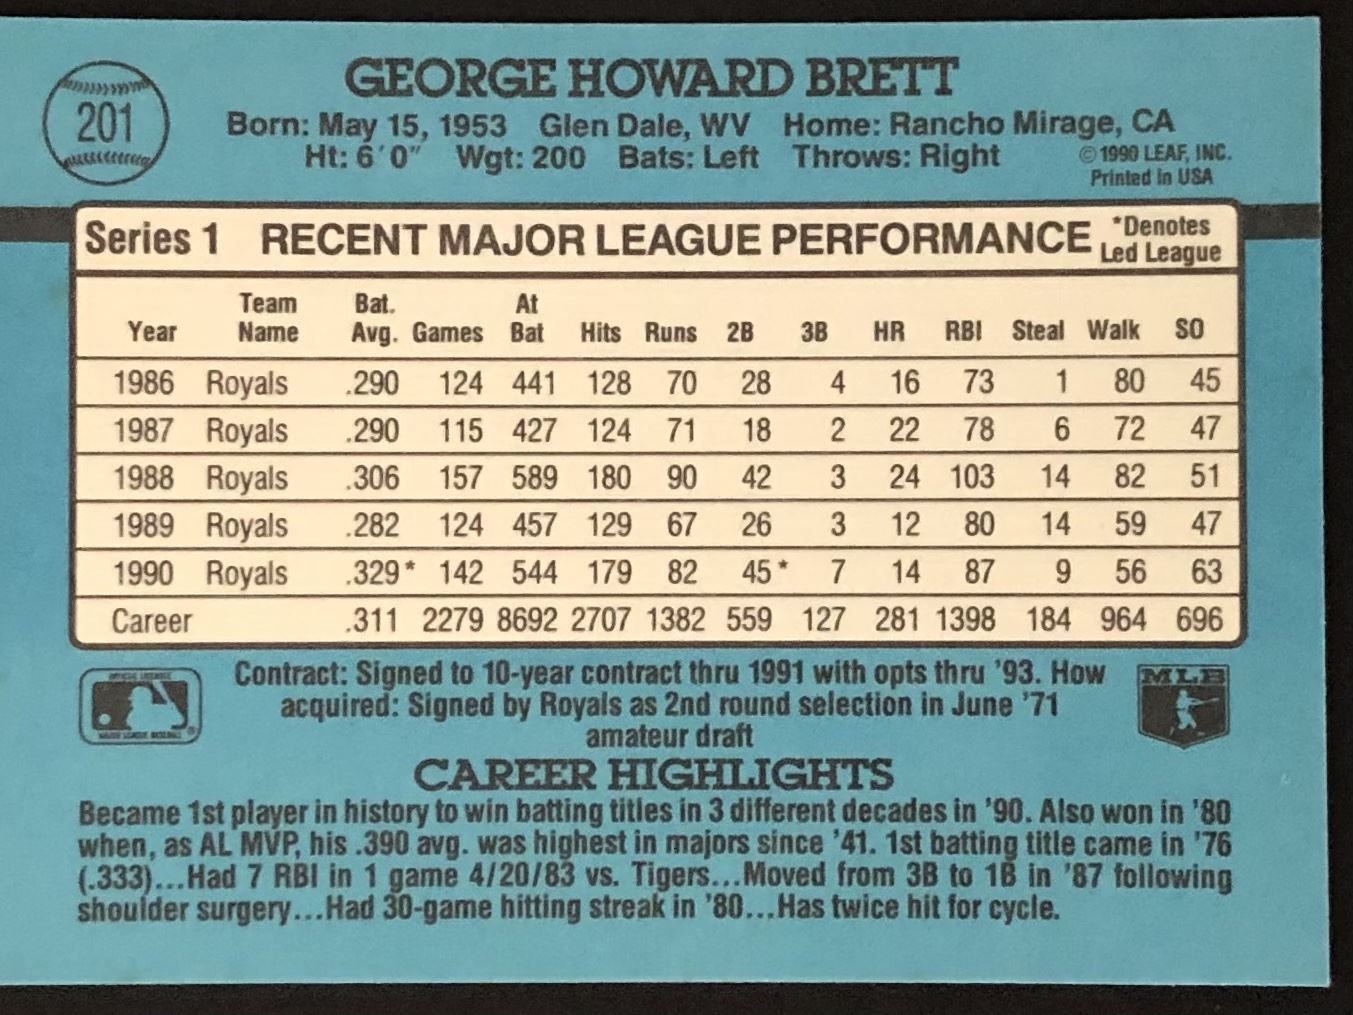 201
GEORGE HOWARD BRETT
Born: May 15, 1953 Glen Dale, WV Home: Rancho Mirage, CA
Ht: 6'0" Wgt: 200 Bats: Left Throws: Right
©1990 LEAF, INC.
Printed in USA
Series 1 RECENT MAJOR LEAGUE PERFORMANCE *Denotes Led League
Year Team Name Bat. Avg. Games At Bat Hits Runs 2B 3B HR RBI Steal Walk SO
1986 Royals .290 124 441 128 70 28 4 16 73 1 80 45
1987 Royals .290 115 427 124 71 18 2 22 78 6 72 47
1988 Royals .306 157 589 180 90 42 3 24 103 14 82 51
1989 Royals .282 124 457 129 67 26 3 12 80 14 59 47
1990 Royals .329* 142 544 179 82 45* 7 14 87 9 56 63
Career .311 2279 8692 2707 1382 559 127 281 1398 184 964 696
Contract: Signed to 10-year contract thru 1991 with opts thru '93. How
acquired: Signed by Royals as 2nd round selection in June '71
amateur draft
MLB
CAREER HIGHLIGHTS
Became 1st player in history to win batting titles in 3 different decades in '90. Also won in '80
when, as AL MVP, his .390 avg. was highest in majors since '41. 1st batting title came in '76
(.333)...Had 7 RBI in 1 game 4/20/83 vs. Tigers...Moved from 3B to 1B in '87 following
shoulder surgery...Had 30-game hitting streak in '80...Has twice hit for cycle.